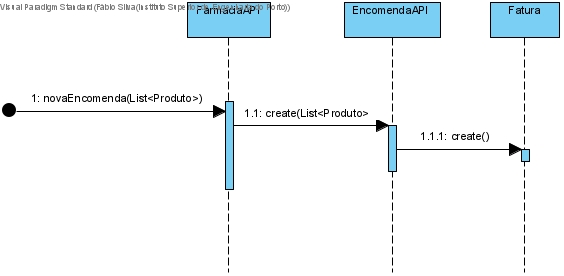 Visual Paradigm Standard (Fábio Silva(Instituto Superior de Engenharia do Porto))
FarmaciaAPI
EncomendaAPI
Fatura
1: novaEncomenda(List<Produto>)
1.1: create(List<Produto>
1.1.1: create()